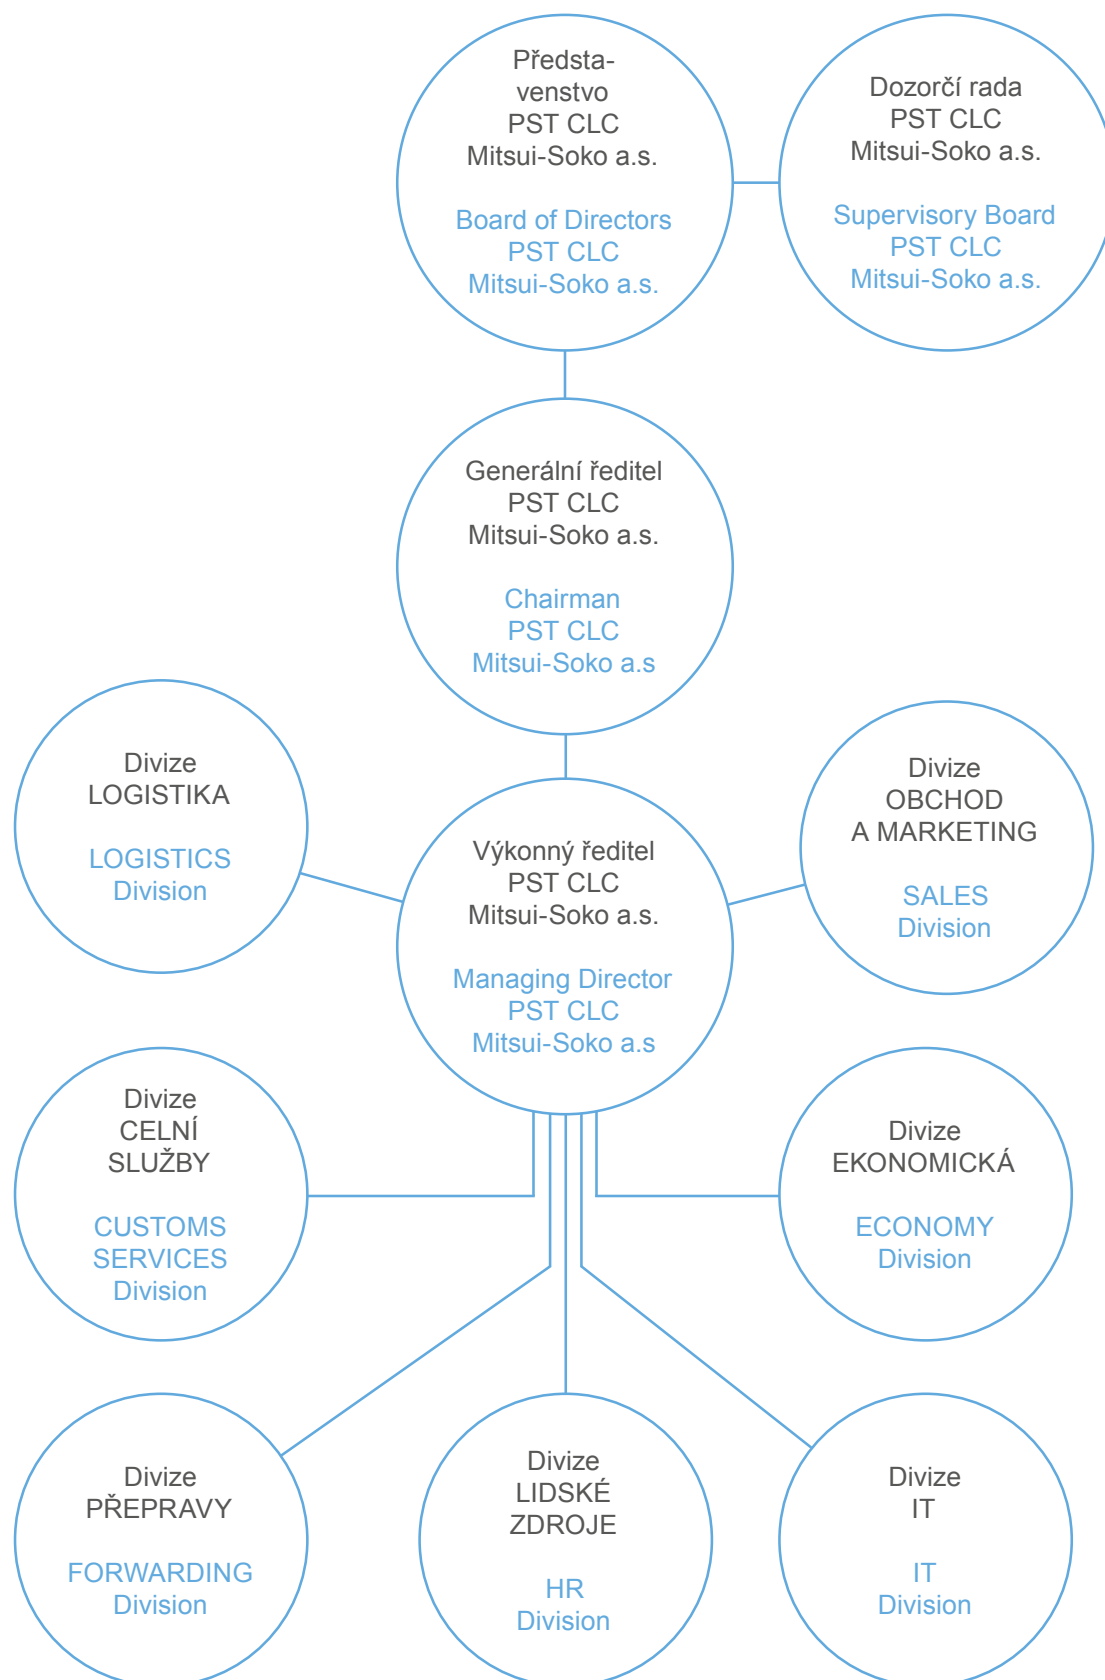 Představenstvo
PST CLC
Mitsui-Soko a.s.
Board of Directors
PST CLC
Mitsui-Soko a.s.
Dozorčí rada
PST CLC
Mitsui-Soko a.s.
Supervisory Board
PST CLC
Mitsui-Soko a.s.
Generální ředitel
PST CLC
Mitsui-Soko a.s.
Chairman
PST CLC
Mitsui-Soko a.s
Divize
LOGISTIKA
LOGISTICS
Division
Výkonný ředitel
PST CLC
Mitsui-Soko a.s.
Managing Director
PST CLC
Mitsui-Soko a.s
Divize
OBCHOD
A MARKETING
SALES
Division
Divize
CELNÍ
SLUŽBY
CUSTOMS
SERVICES
Division
Divize
EKONOMICKÁ
ECONOMY
Division
Divize
PŘEPRAVY
FORWARDING
Division
Divize
LIDSKÉ
ZDROJE
HR
Division
Divize
IT
IT
Division